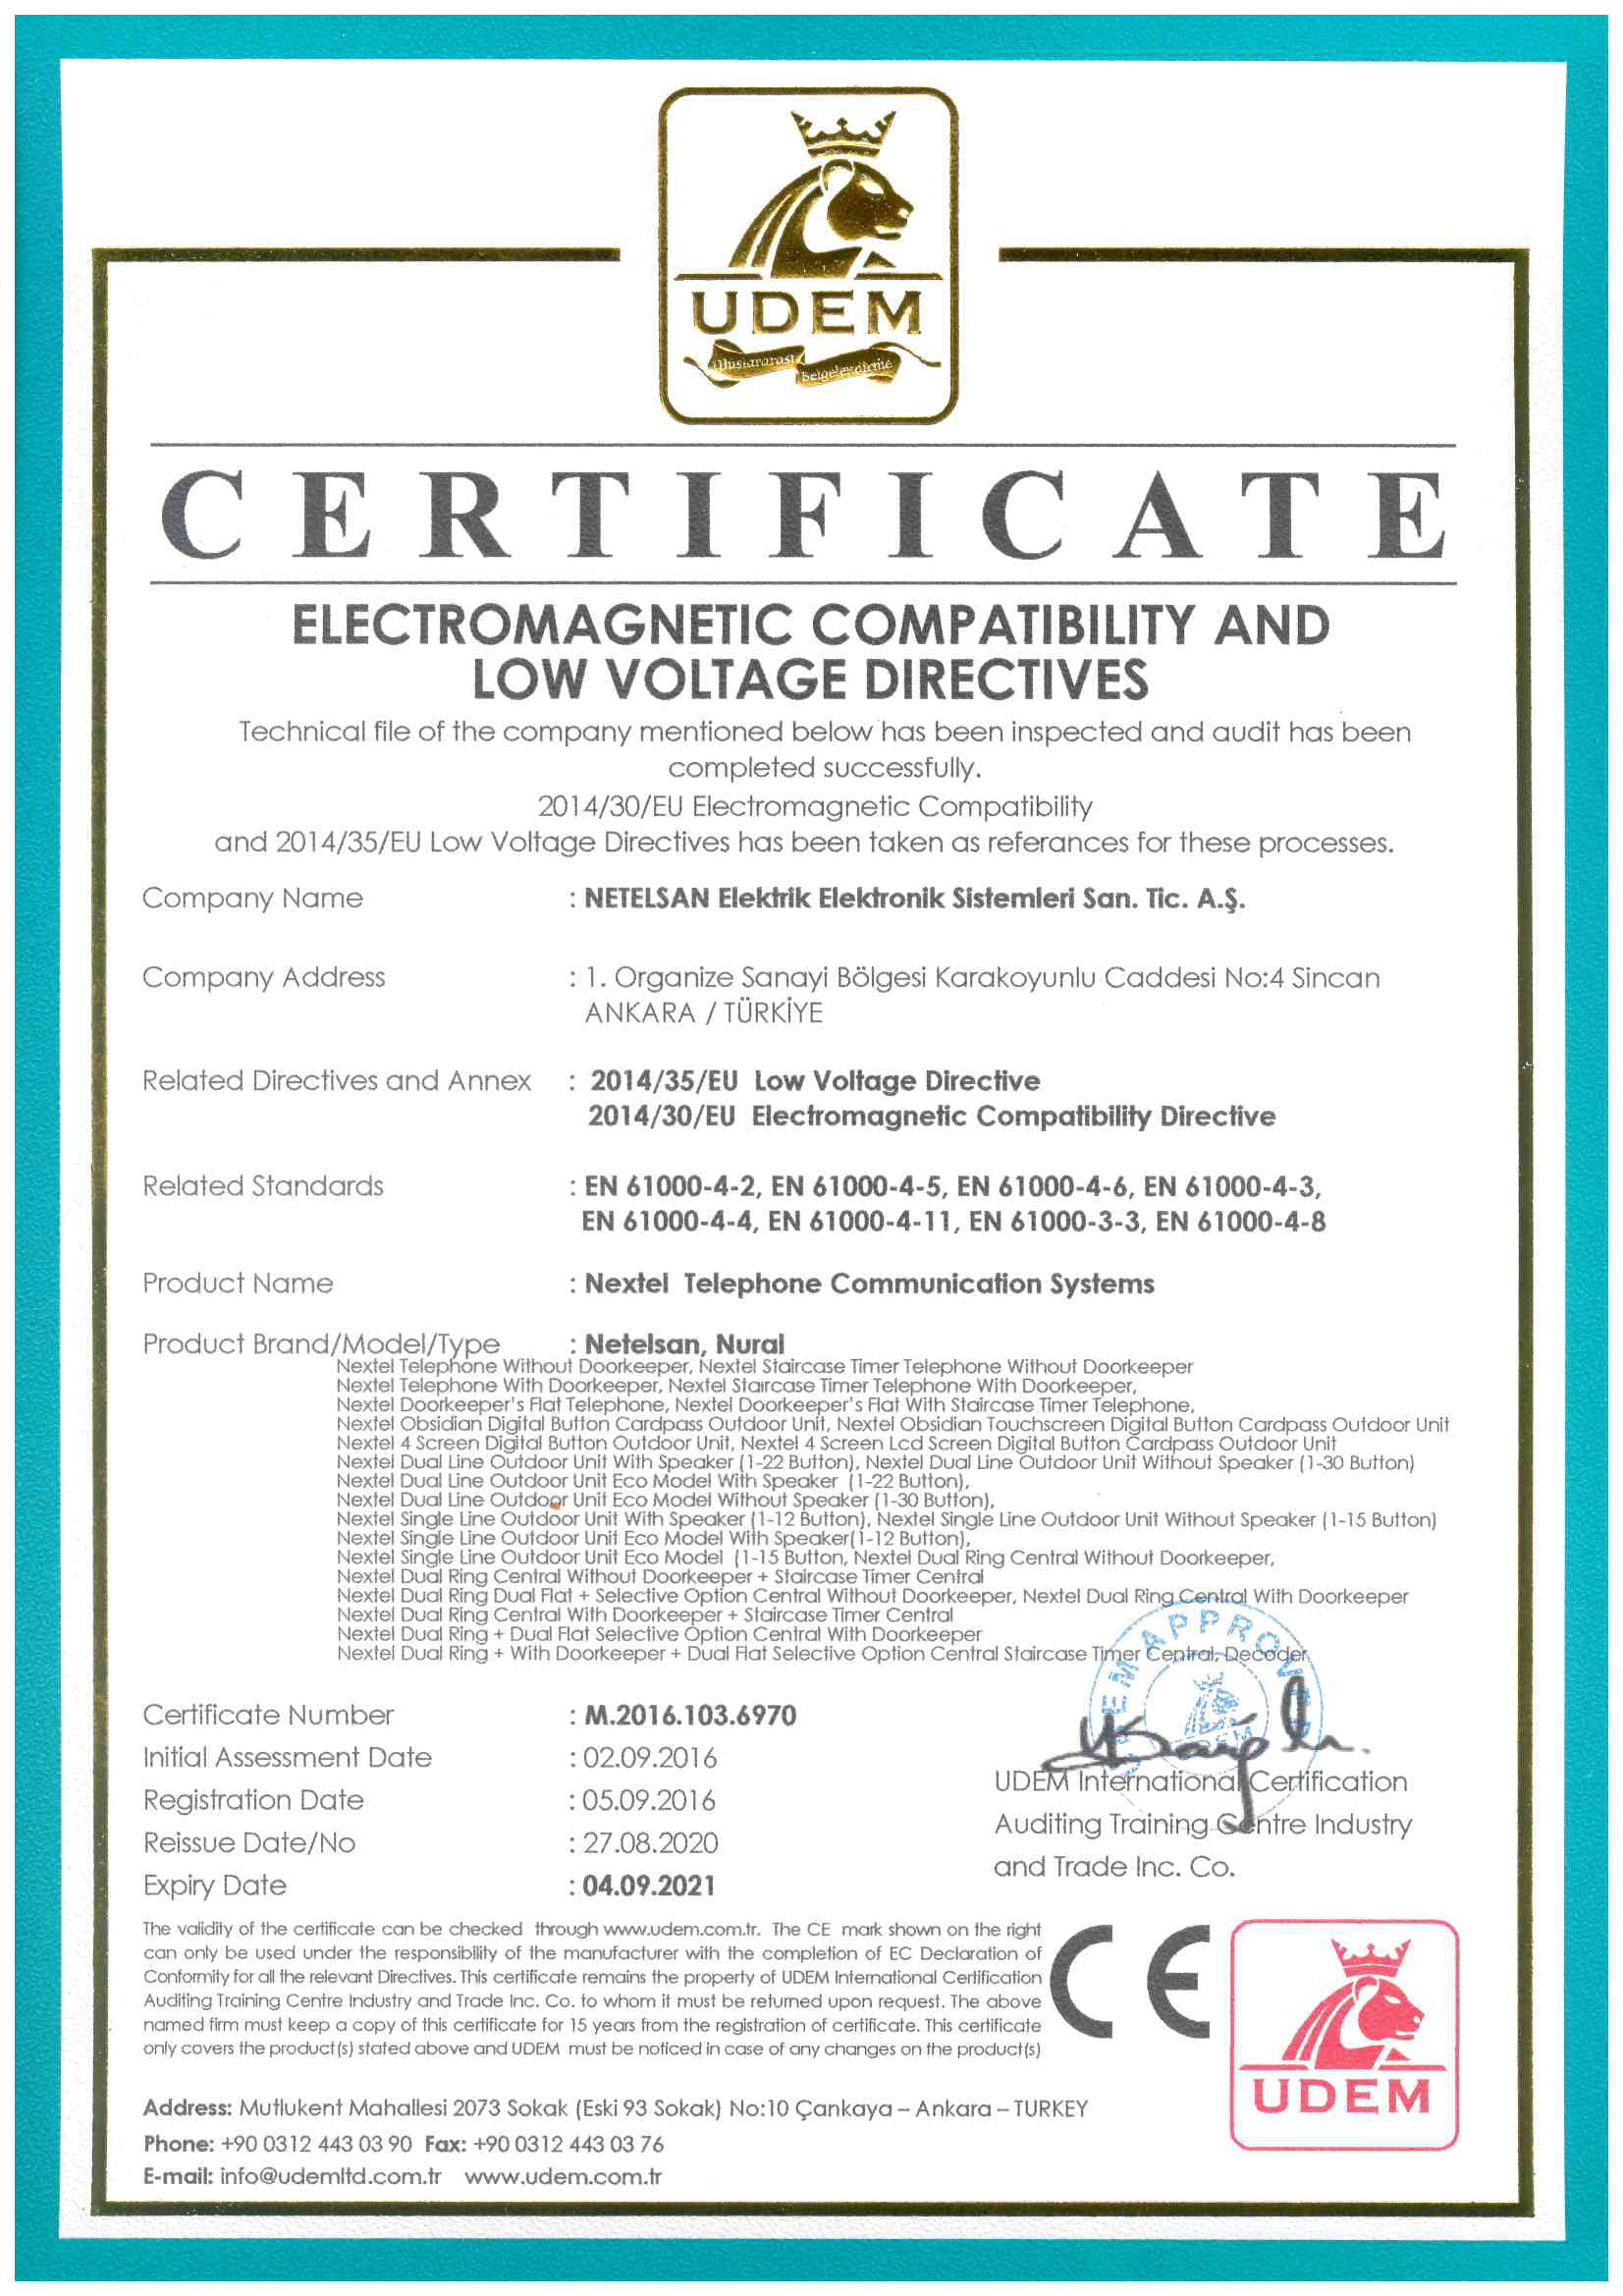 UDEM
Uluslararası
Belgelendirme
CERTIFICATE
ELECTROMAGNETIC COMPATIBILITY AND
LOW VOLTAGE DIRECTIVES
Technical file of the company mentioned below has been inspected and audit has been
completed successfully.
2014/30/EU Electromagnetic Compatibility
and 2014/35/EU Low Voltage Directives has been taken as referances for these processes.
Company Name : NETELSAN Elektrik Elektronik Sistemleri San. Tic. A.Ş.
Company Address : 1. Organize Sanayi Bölgesi Karakoyunlu Caddesi No:4 Sincan
ANKARA / TÜRKİYE
Related Directives and Annex : 2014/35/EU Low Voltage Directive
2014/30/EU Electromagnetic Compatibility Directive
Related Standards : EN 61000-4-2, EN 61000-4-5, EN 61000-4-6, EN 61000-4-3,
EN 61000-4-4, EN 61000-4-11, EN 61000-3-3, EN 61000-4-8
Product Name : Nextel Telephone Communication Systems
Product Brand/Model/Type : Netelsan, Nural
Nextel Telephone Without Doorkeeper, Nextel Staircase Timer Telephone Without Doorkeeper
Nextel Telephone With Doorkeeper, Nextel Staircase Timer Telephone With Doorkeeper,
Nextel Doorkeeper's Flat Telephone, Nextel Doorkeeper's Flat With Staircase Timer Telephone,
Nextel Obsidian Digital Button Cardpass Outdoor Unit, Nextel Obsidian Touchscreen Digital Button Cardpass Outdoor Unit
Nextel 4 Screen Digital Button Outdoor Unit, Nextel 4 Screen Lcd Screen Digital Button Cardpass Outdoor Unit
Nextel Dual Line Outdoor Unit With Speaker (1-22 Button), Nextel Dual Line Outdoor Unit Without Speaker (1-30 Button)
Nextel Dual Line Outdoor Unit Eco Model With Speaker (1-22 Button),
Nextel Dual Line Outdoor Unit Eco Model Without Speaker (1-30 Button),
Nextel Single Line Outdoor Unit With Speaker (1-12 Button), Nextel Single Line Outdoor Unit Without Speaker (1-15 Button)
Nextel Single Line Outdoor Unit Eco Model With Speaker(1-12 Button),
Nextel Single Line Outdoor Unit Eco Model (1-15 Button, Nextel Dual Ring Central Without Doorkeeper,
Nextel Dual Ring Central Without Doorkeeper + Staircase Timer Central
Nextel Dual Ring Dual Flat + Selective Option Central Without Doorkeeper, Nextel Dual Ring Central With Doorkeeper
Nextel Dual Ring Central With Doorkeeper + Staircase Timer Central
Nextel Dual Ring + Dual Flat Selective Option Central With Doorkeeper
Nextel Dual Ring + With Doorkeeper + Dual Flat Selective Option Central Staircase Timer Central, Decoder
UDEM APPROVED
UDEM
Certificate Number : M.2016.103.6970
Initial Assessment Date : 02.09.2016
Registration Date : 05.09.2016
Reissue Date/No : 27.08.2020
Expiry Date : 04.09.2021
UDEM International Certification
Auditing Training Centre Industry
and Trade Inc. Co.
The validity of the certificate can be checked through www.udem.com.tr. The CE mark shown on the right
can only be used under the responsibility of the manufacturer with the completion of EC Declaration of
Conformity for all the relevant Directives. This certificate remains the property of UDEM International Certification
Auditing Training Centre Industry and Trade Inc. Co. to whom it must be returned upon request. The above
named firm must keep a copy of this certificate for 15 years from the registration of certificate. This certificate
only covers the product(s) stated above and UDEM must be noticed in case of any changes on the product(s)
CE
UDEM
Address: Mutlukent Mahallesi 2073 Sokak (Eski 93 Sokak) No:10 Çankaya – Ankara – TURKEY
Phone: +90 0312 443 03 90 Fax: +90 0312 443 03 76
E-mail: info@udemltd.com.tr www.udem.com.tr